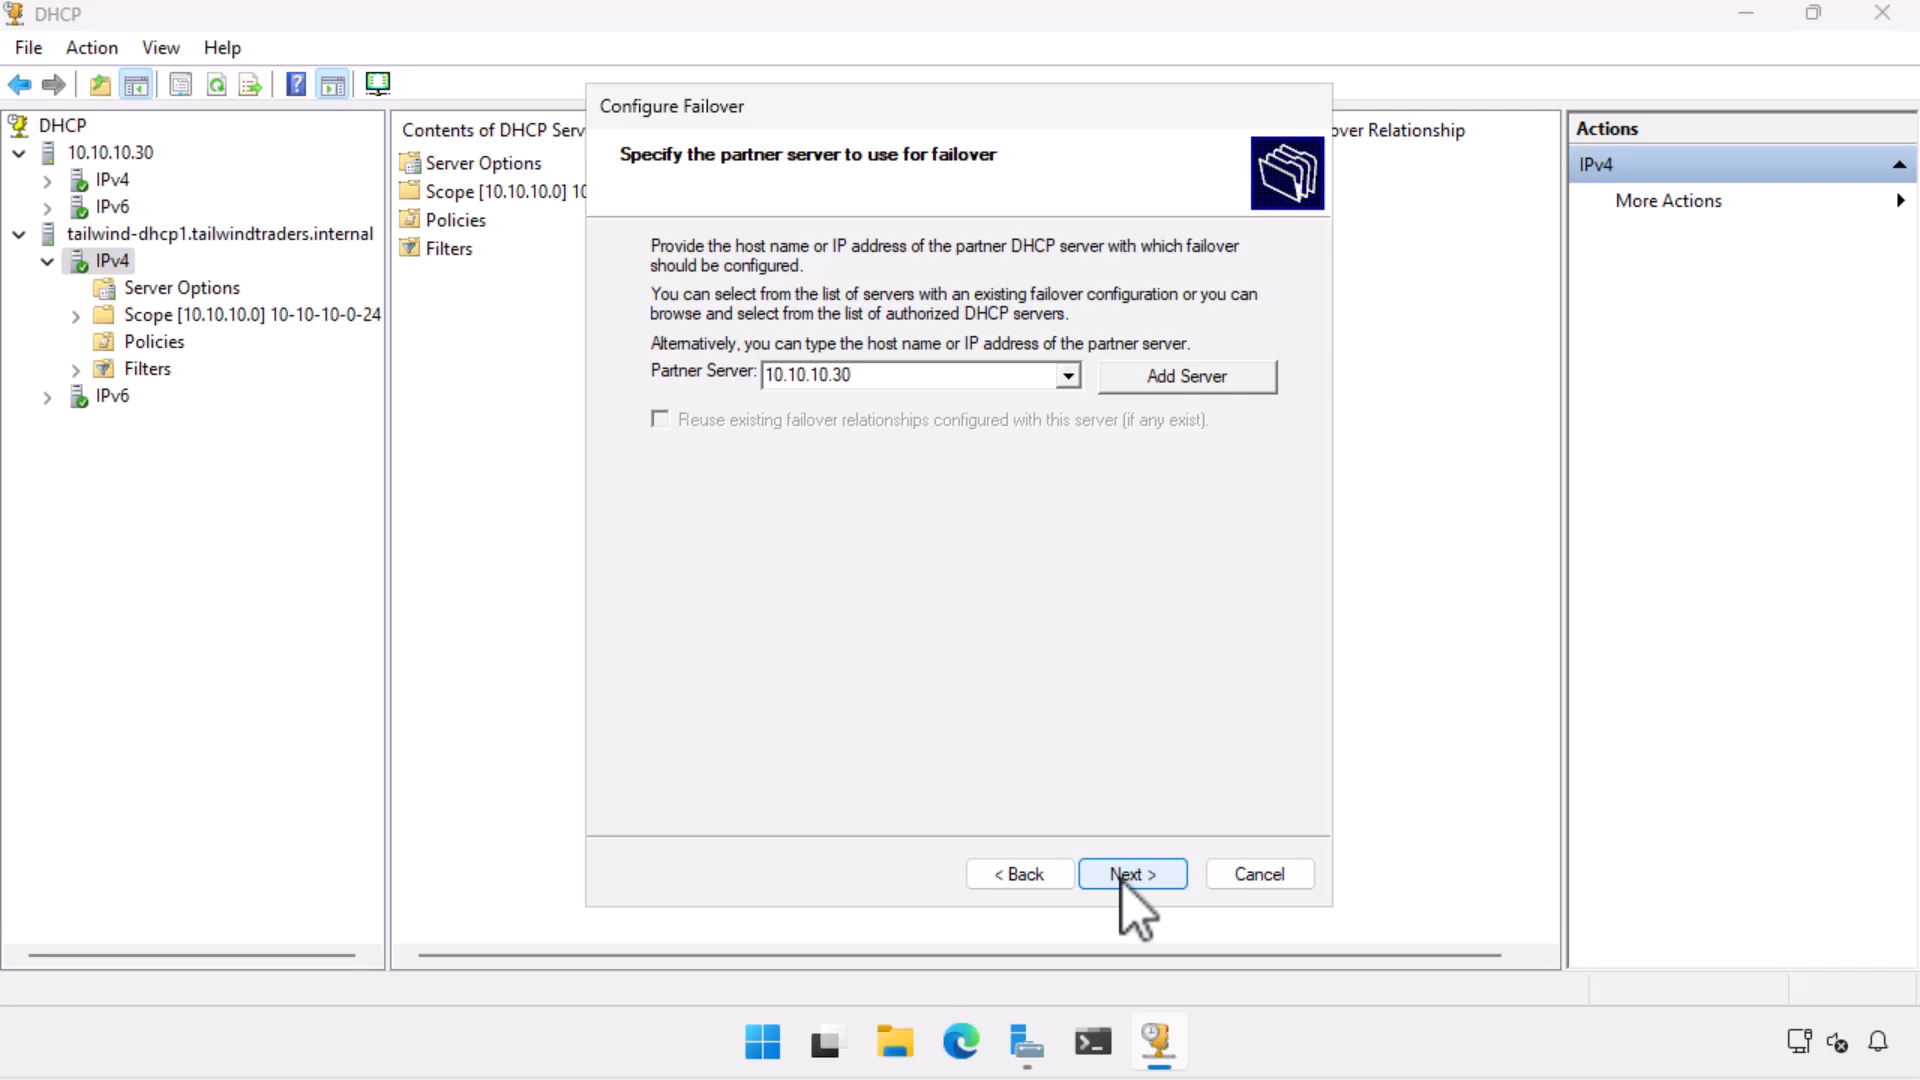 DHCP
File Action View Help
DHCP
10.10.10.30
IPv4
IPv6
tailwind-dhcp1.tailwindtraders.internal
IPv4
Server Options
Scope [10.10.10.0] 10-10-10-0-24
Policies
Filters
IPv6
Contents of DHCP Serv
over Relationship
Server Options
Scope [10.10.10.0] 10
Policies
Filters
Configure Failover
Specify the partner server to use for failover
Provide the host name or IP address of the partner DHCP server with which failover
should be configured.
You can select from the list of servers with an existing failover configuration or you can
browse and select from the list of authorized DHCP servers.
Alternatively, you can type the host name or IP address of the partner server.
Partner Server: 10.10.10.30 Add Server
Reuse existing failover relationships configured with this server (if any exist).
< Back Next > Cancel
Actions
IPv4
More Actions